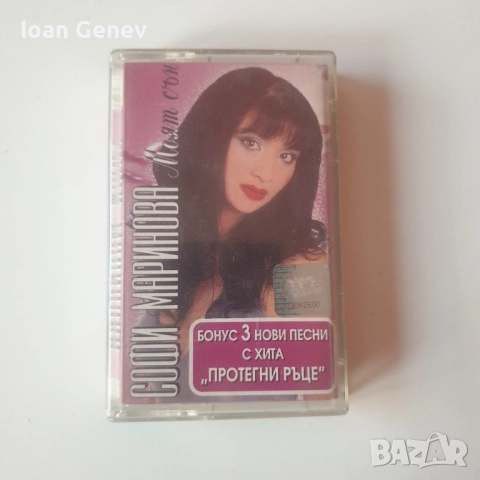 Ioan Genev
СОФИ МАРИНОВА
Моят сън
БОНУС 3 НОВИ ПЕСНИ
С ХИТА
„ПРОТЕГНИ РЪЦЕ”
BAZAR